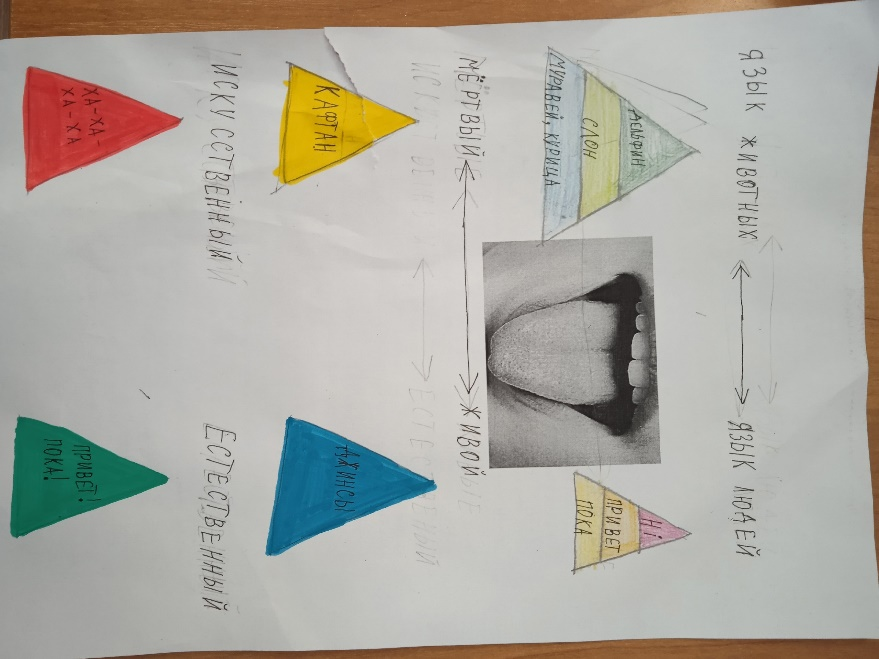 ЯЗЫК ЖИВОТНЫХ
ЯЗЫК ЛЮДЕЙ
ДЕЛЬФИН
СЛОН
МУРАВЕЙ, КУРИЦА
Hi
ПРИВЕТ
ПОКА
МЁРТВЫЙ
ЖИВОЙ
КАФТАН
ДЖИНСЫ
ИСКУССТВЕННЫЙ
ЕСТЕСТВЕННЫЙ
ХА-ХА-
ХА-ХА
ПРИВЕТ!
ПОКА!